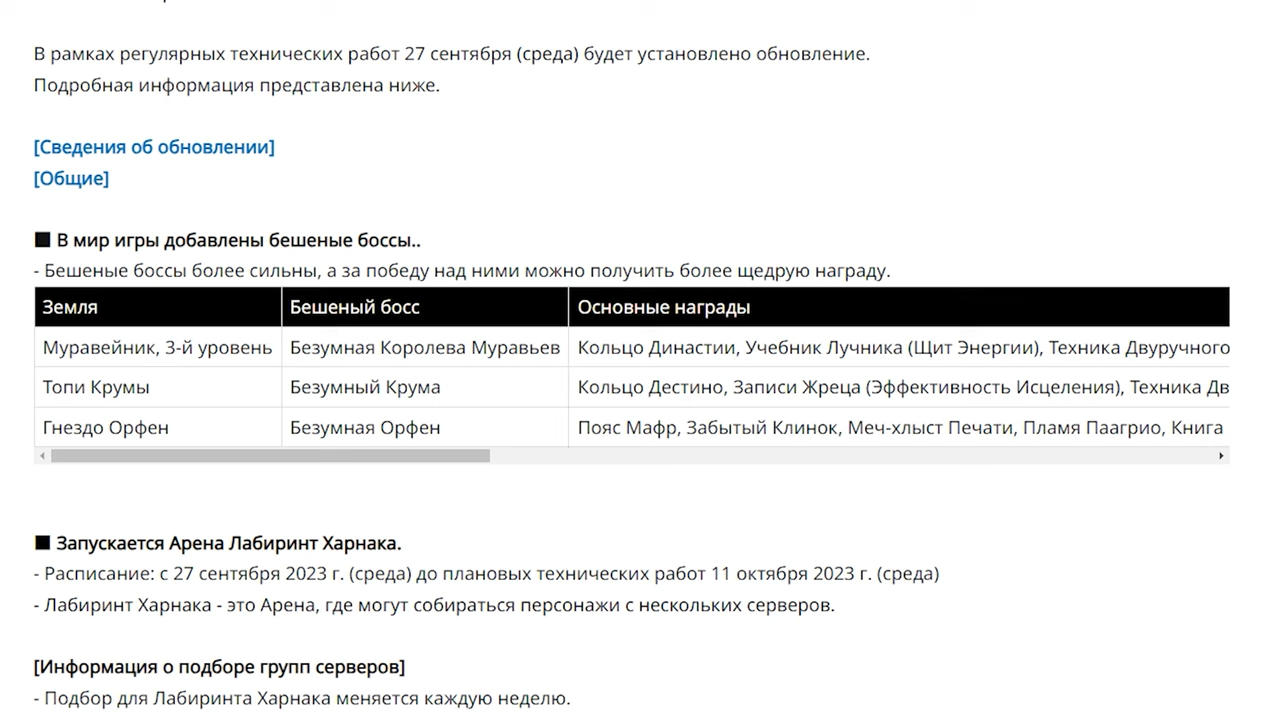 В рамках регулярных технических работ 27 сентября (среда) будет установлено обновление.
Подробная информация представлена ниже.
[Сведения об обновлении]
[Общие]
■ В мир игры добавлены бешеные боссы..
- Бешеные боссы более сильны, а за победу над ними можно получить более щедрую награду.
Земля Бешеный босс Основные награды
Муравейник, 3-й уровень Безумная Королева Муравьев Кольцо Династии, Учебник Лучника (Щит Энергии), Техника Двуручного
Топи Крумы Безумный Крума Кольцо Дестино, Записи Жреца (Эффективность Исцеления), Техника Дв
Гнездо Орфен Безумная Орфен Пояс Мафр, Забытый Клинок, Меч-хлыст Печати, Пламя Паагрио, Книга
■ Запускается Арена Лабиринт Харнака.
- Расписание: с 27 сентября 2023 г. (среда) до плановых технических работ 11 октября 2023 г. (среда)
- Лабиринт Харнака - это Арена, где могут собираться персонажи с нескольких серверов.
[Информация о подборе групп серверов]
- Подбор для Лабиринта Харнака меняется каждую неделю.